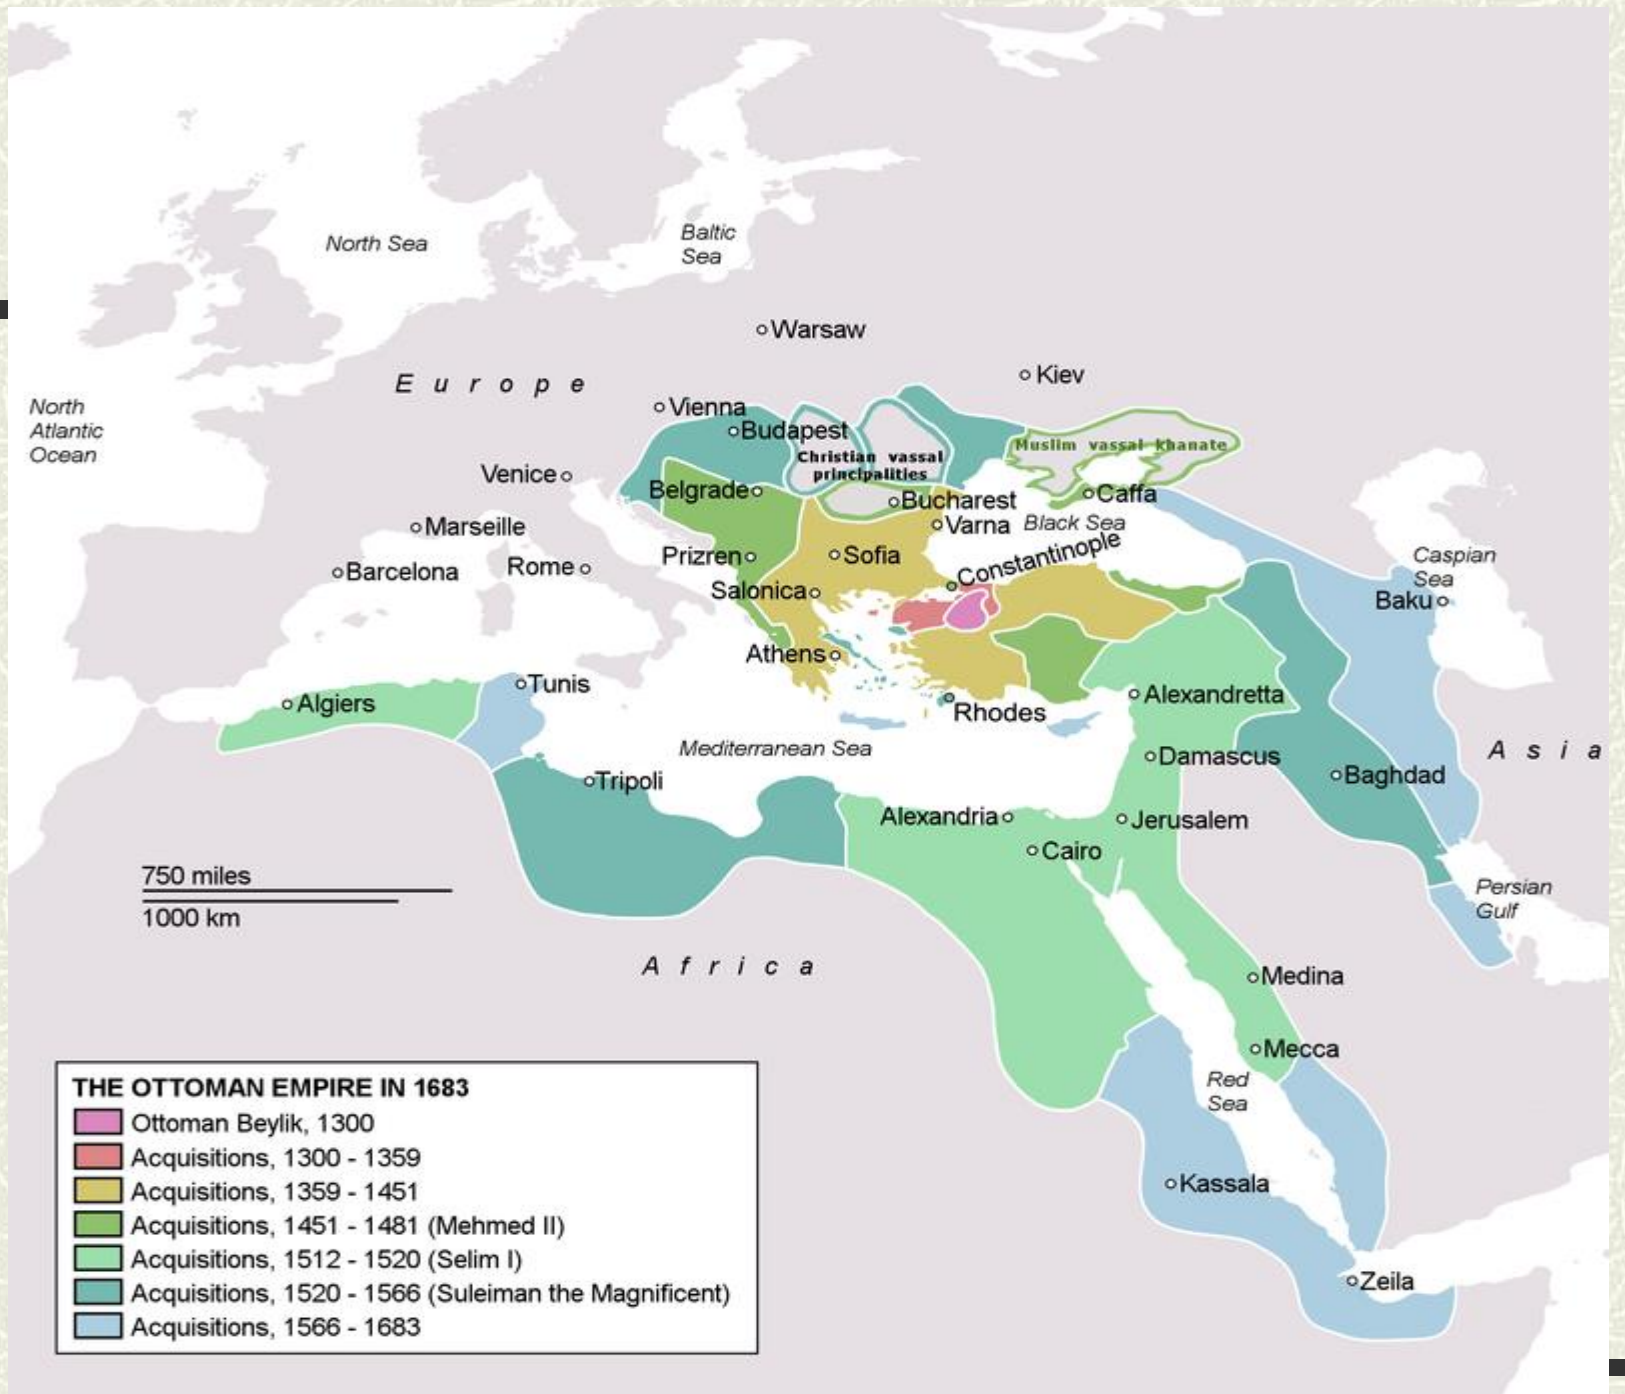 North Sea
Baltic
Sea
Warsaw
Kiev
E u r o p e
North
Atlantic
Ocean
Vienna
Budapest
Muslim vassal khanate
Christian vassal
principalities
Venice
Belgrade
Bucharest
Caffa
Marseille
Varna
Black Sea
Prizren
Sofia
Constantinople
Caspian
Sea
Barcelona
Rome
Salonica
Baku
Athens
Tunis
Algiers
Rhodes
Alexandretta
Mediterranean Sea
Damascus
A s i a
Tripoli
Baghdad
Alexandria
Jerusalem
Cairo
750 miles
1000 km
Persian
Gulf
A f r i c a
Medina
Mecca
Red
Sea
Kassala
Zeila
THE OTTOMAN EMPIRE IN 1683
Ottoman Beylik, 1300
Acquisitions, 1300 - 1359
Acquisitions, 1359 - 1451
Acquisitions, 1451 - 1481 (Mehmed II)
Acquisitions, 1512 - 1520 (Selim I)
Acquisitions, 1520 - 1566 (Suleiman the Magnificent)
Acquisitions, 1566 - 1683